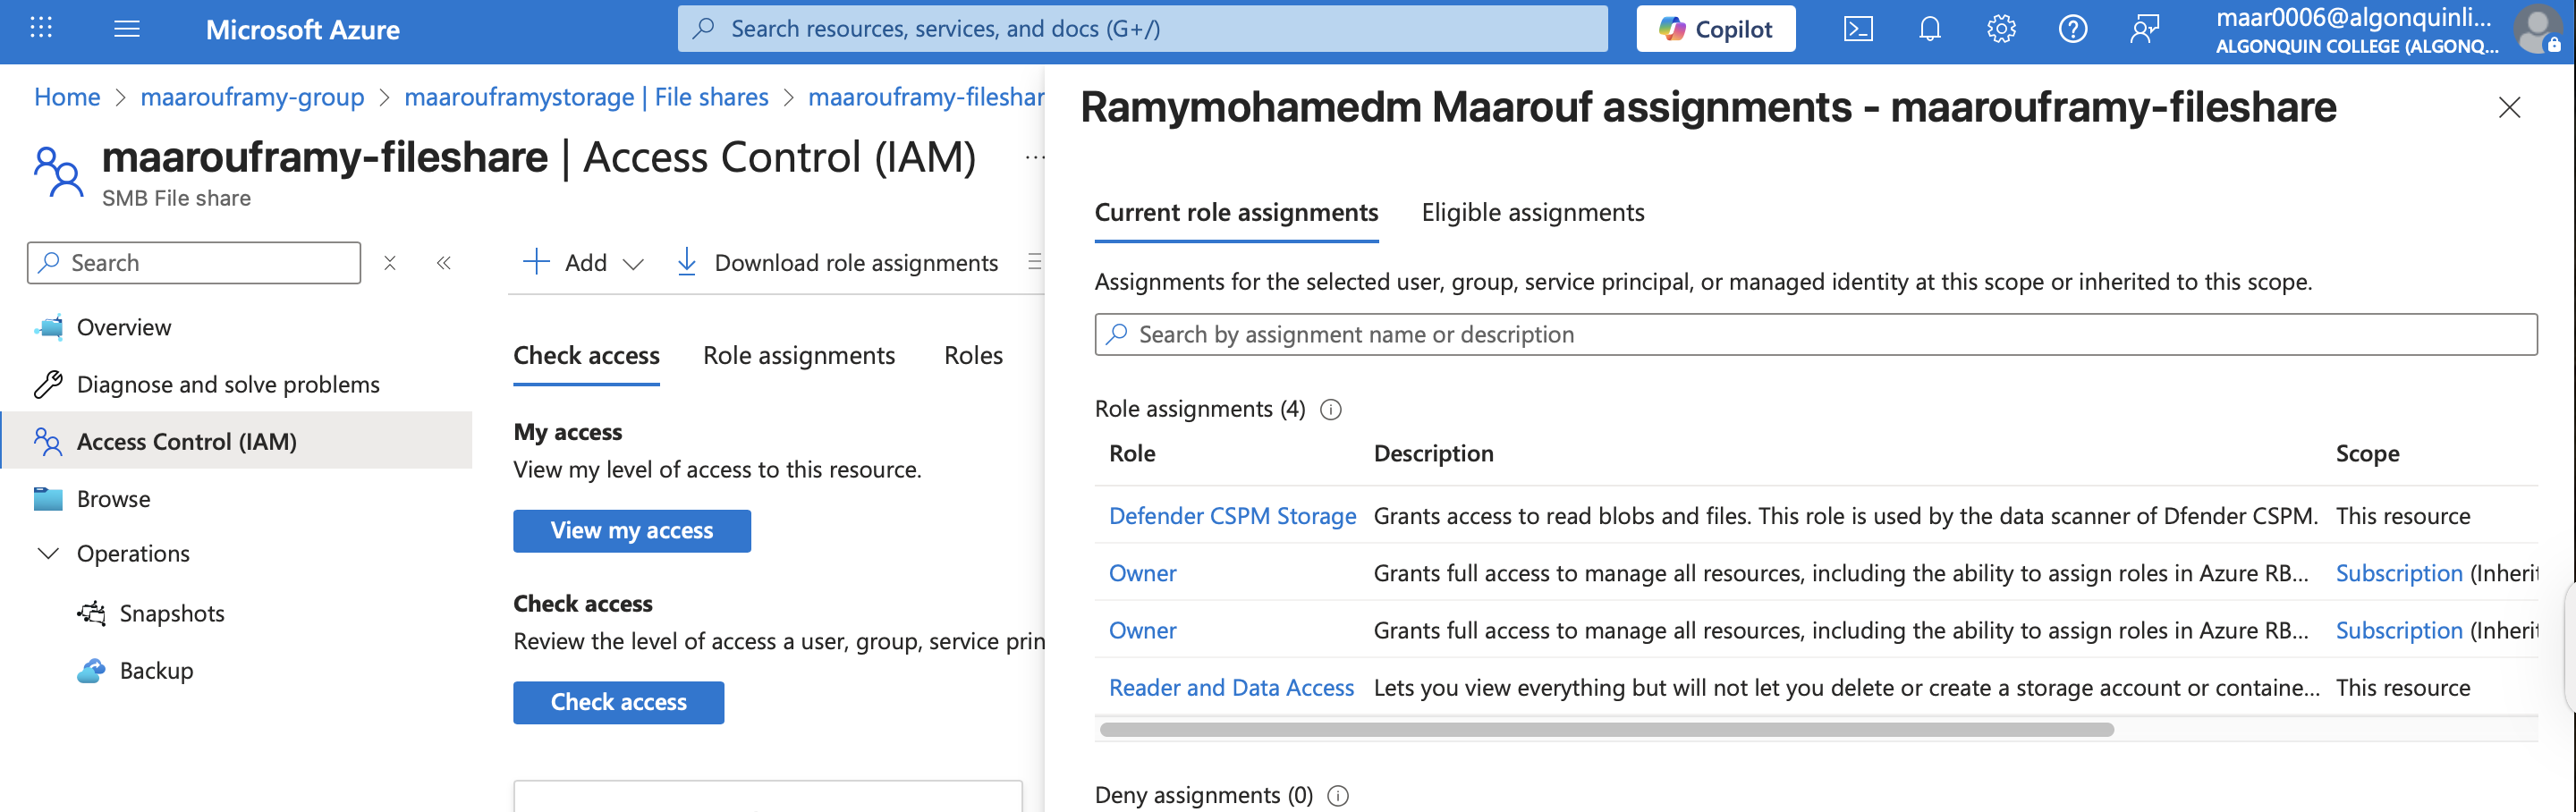 Microsoft Azure
Search resources, services, and docs (G+/)
Copilot
maar0006@algonquinli...
ALGONQUIN COLLEGE (ALGONQ...
Home > maarouframy-group > maarouframystorage | File shares > maarouframy-fileshar
maarouframy-fileshare | Access Control (IAM) ...
SMB File share
Search
Overview
Diagnose and solve problems
Access Control (IAM)
Browse
Operations
Snapshots
Backup
Add
Download role assignments
Check access Role assignments Roles
My access
View my level of access to this resource.
View my access
Check access
Review the level of access a user, group, service prin
Check access
Ramymohamedm Maarouf assignments - maarouframy-fileshare
Current role assignments Eligible assignments
Assignments for the selected user, group, service principal, or managed identity at this scope or inherited to this scope.
Search by assignment name or description
Role assignments (4)
Role Description Scope
Defender CSPM Storage Grants access to read blobs and files. This role is used by the data scanner of Dfender CSPM. This resource
Owner Grants full access to manage all resources, including the ability to assign roles in Azure RB... Subscription (Inherit
Owner Grants full access to manage all resources, including the ability to assign roles in Azure RB... Subscription (Inherit
Reader and Data Access Lets you view everything but will not let you delete or create a storage account or containe... This resource
Deny assignments (0)